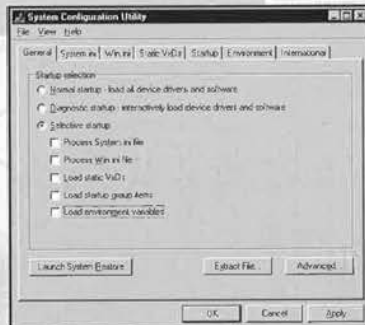 System Configuration Utility
File View Help
General System.ini Win.ini Static VxDs Startup Environment International
Startup selection
Normal startup - load all device drivers and software
Diagnostic startup - interactively load device drivers and software
Selective startup
Process System.ini file
Process Win.ini file
Load static VxDs
Load startup group items
Load environment variables
Launch System Restore Extract File... Advanced...
OK Cancel Apply